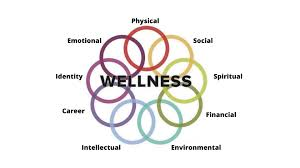 Physical
Emotional
Social
Identity
WELLNESS
Spiritual
Career
Financial
Intellectual
Environmental